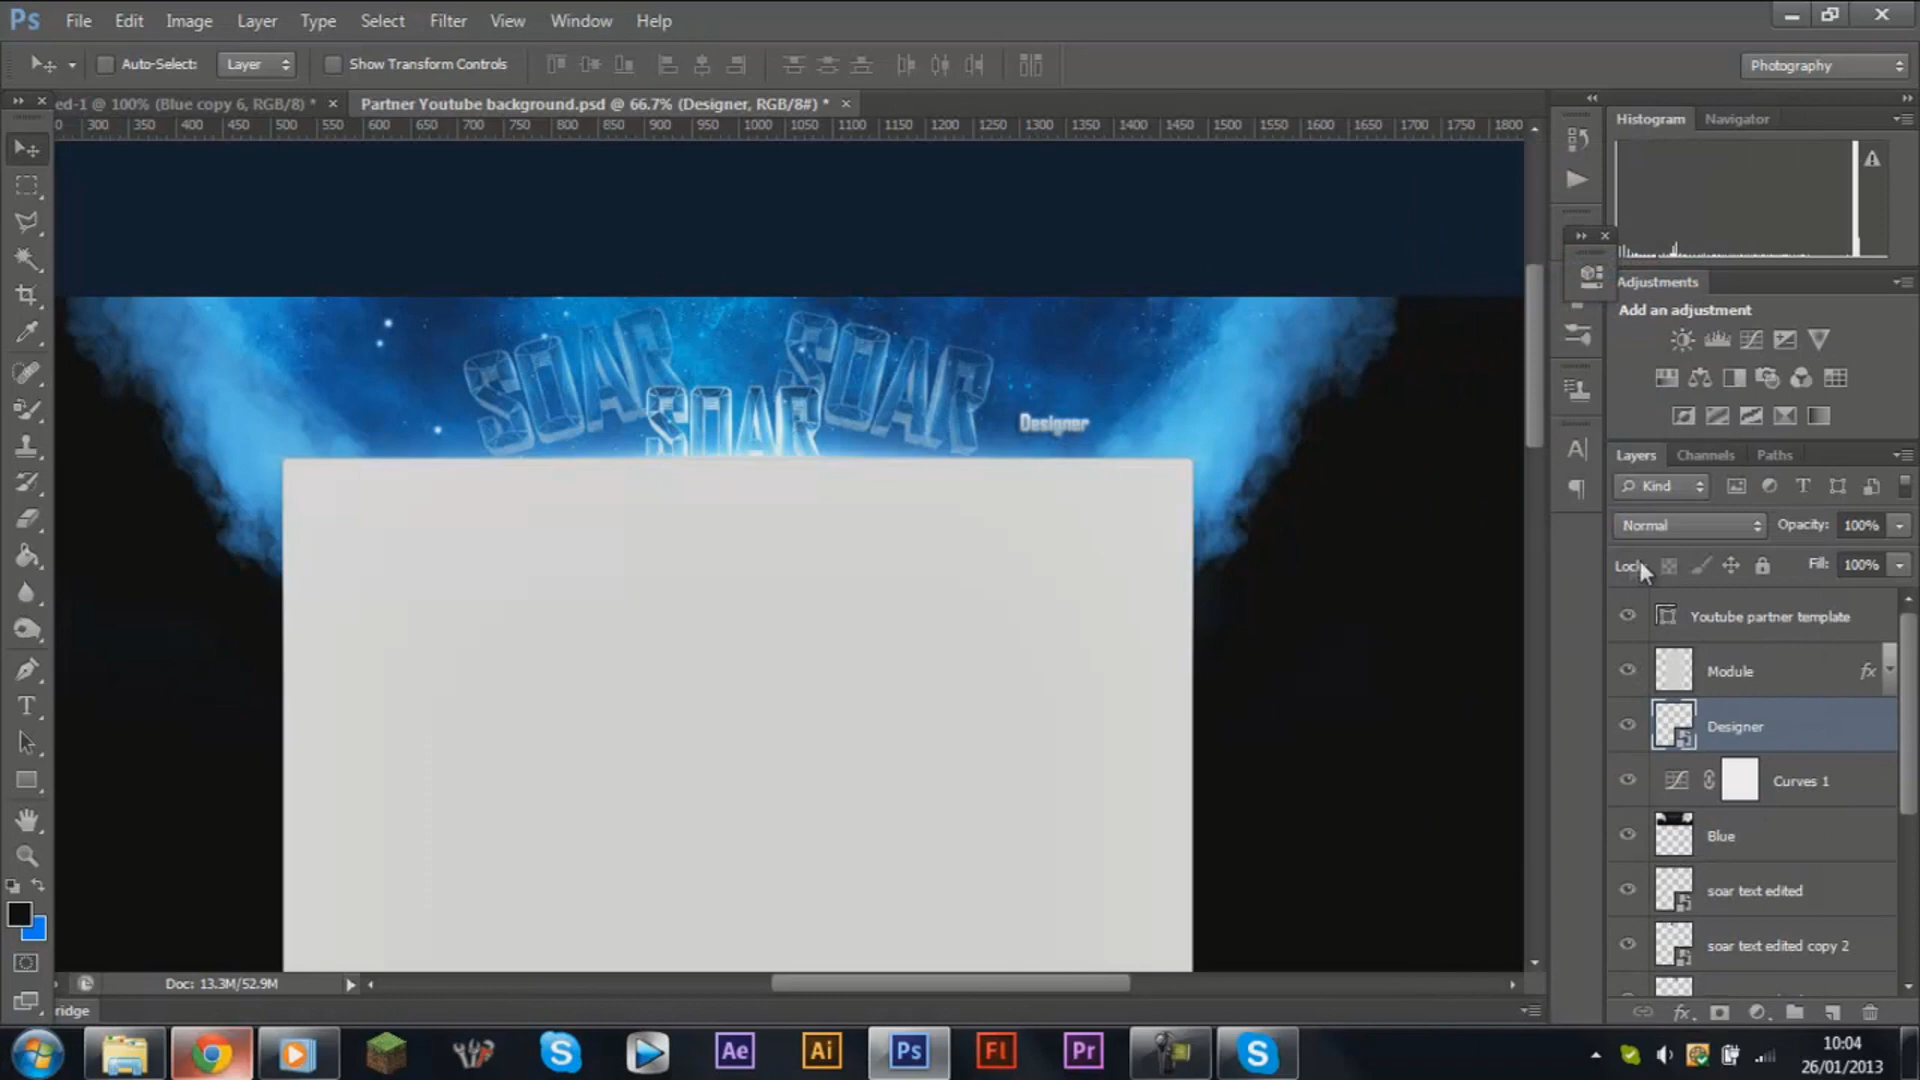 Ps File Edit Image Layer Type Select Filter View Window Help
Auto-Select: Layer Show Transform Controls Photography
ed-1 @ 100% (Blue copy 6, RGB/8) * × Partner Youtube background.psd @ 66.7% (Designer, RGB/8#) * ×
0 300 350 400 450 500 550 600 650 700 750 800 850 900 950 1000 1050 1100 1150 1200 1250 1300 1350 1400 1450 1500 1550 1600 1650 1700 1750 1800
Histogram Navigator
Adjustments
Add an adjustment
SOAR SOAR
SOAR
Designer
Layers Channels Paths
Kind
Normal Opacity: 100%
Lock: Fill: 100%
Youtube partner template
Module fx
Designer
Curves 1
Blue
soar text edited
soar text edited copy 2
Doc: 13.3M/52.9M
ridge
fx
Ae Ai Ps Fl Pr
10:04
26/01/2013